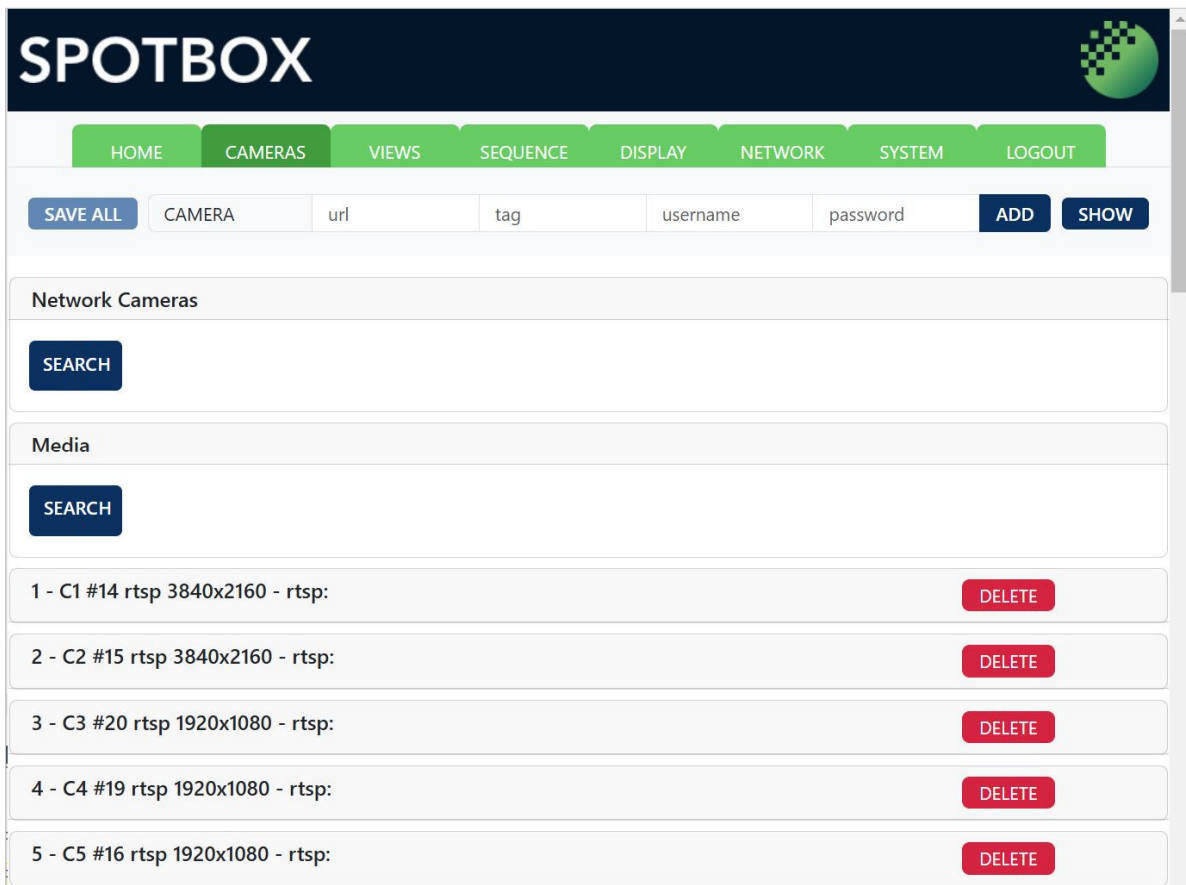 SPOTBOX
HOME CAMERAS VIEWS SEQUENCE DISPLAY NETWORK SYSTEM LOGOUT
SAVE ALL CAMERA url tag username password ADD SHOW
Network Cameras
SEARCH
Media
SEARCH
1 - C1 #14 rtsp 3840x2160 - rtsp: DELETE
2 - C2 #15 rtsp 3840x2160 - rtsp: DELETE
3 - C3 #20 rtsp 1920x1080 - rtsp: DELETE
4 - C4 #19 rtsp 1920x1080 - rtsp: DELETE
5 - C5 #16 rtsp 1920x1080 - rtsp: DELETE